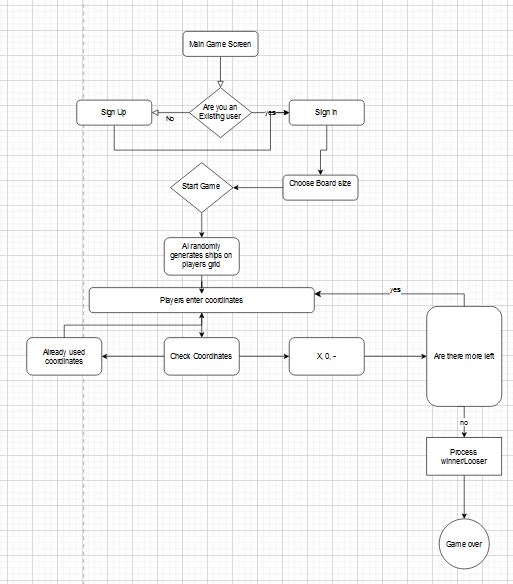 Main Game Screen
Sign Up
No
Are you an
Existing user
yes
Sign In
Start Game
Choose Board size
AI randomly
generates ships on
players grid
Players enter coordinates
yes
Already used
coordinates
Check Coordinates
X, 0, -
Are there more left
no
Process
winner/Looser
Game over